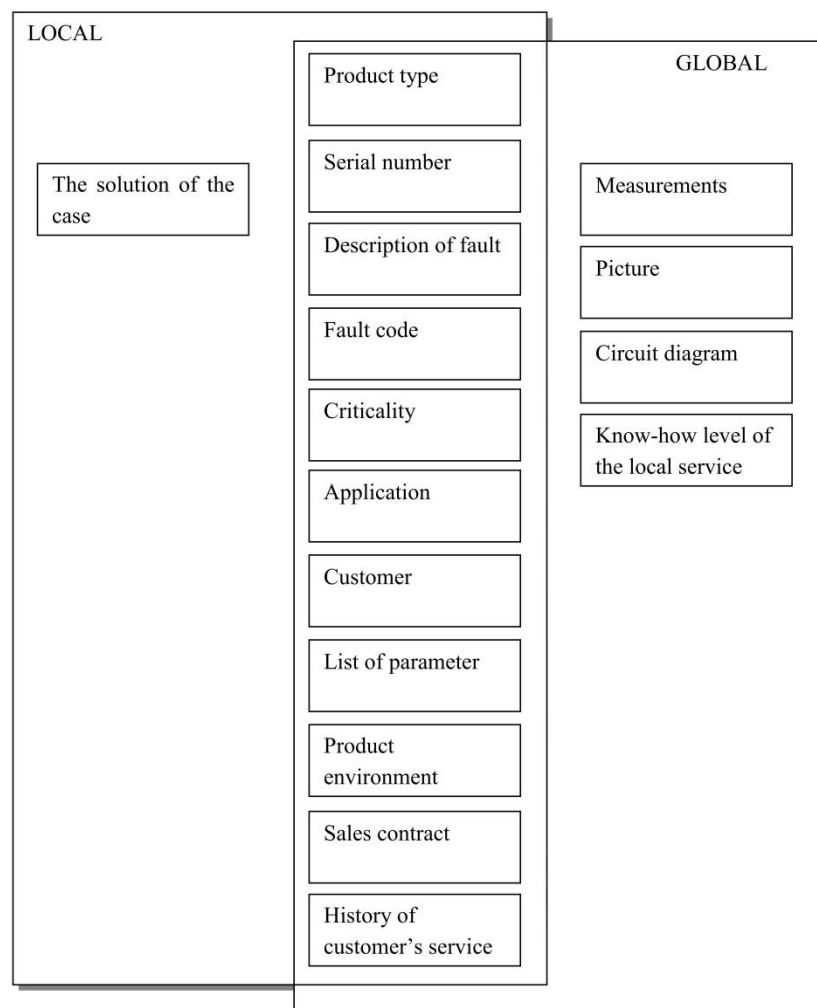 LOCAL
GLOBAL
The solution of the
case
Product type
Serial number
Description of fault
Fault code
Criticality
Application
Customer
List of parameter
Product
environment
Sales contract
History of
customer’s service
Measurements
Picture
Circuit diagram
Know-how level of
the local service